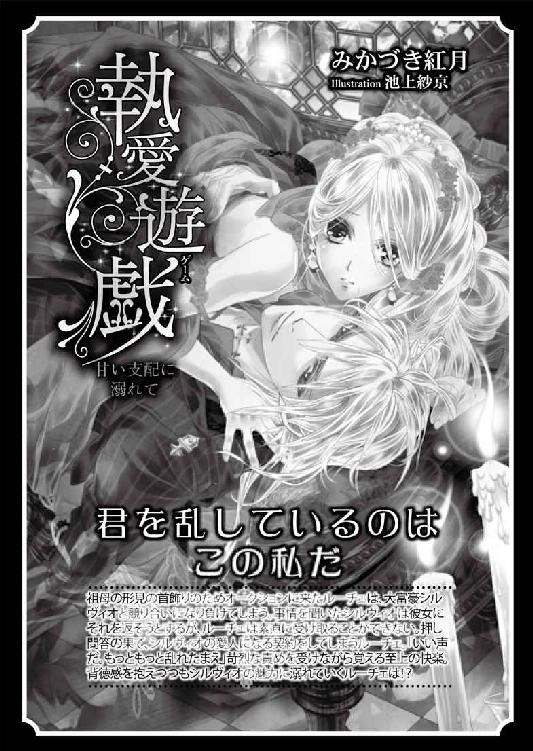 みかづき紅月
Illustration 池上紗京
執愛遊戯
ゲーム
甘い支配に
溺れて
君を乱しているのは
この私だ
祖母の形見の首飾りのためオークションに来たルーチェは、大富豪シル
ヴィオと競り合いになり負けてしまう。事情を聞いたシルヴィオは彼女に
それを返そうとするが、ルーチェは素直に受け取ることができない。押し
問答の果て、シルヴィオの愛人になる契約をしてしまうルーチェ。「いい声
だ。もっともっと乱れたまえ」苛烈な責めを受けながら覚える至上の快楽。
背徳感を抱えつつもシルヴィオの魅力に溺れていくルーチェは!?